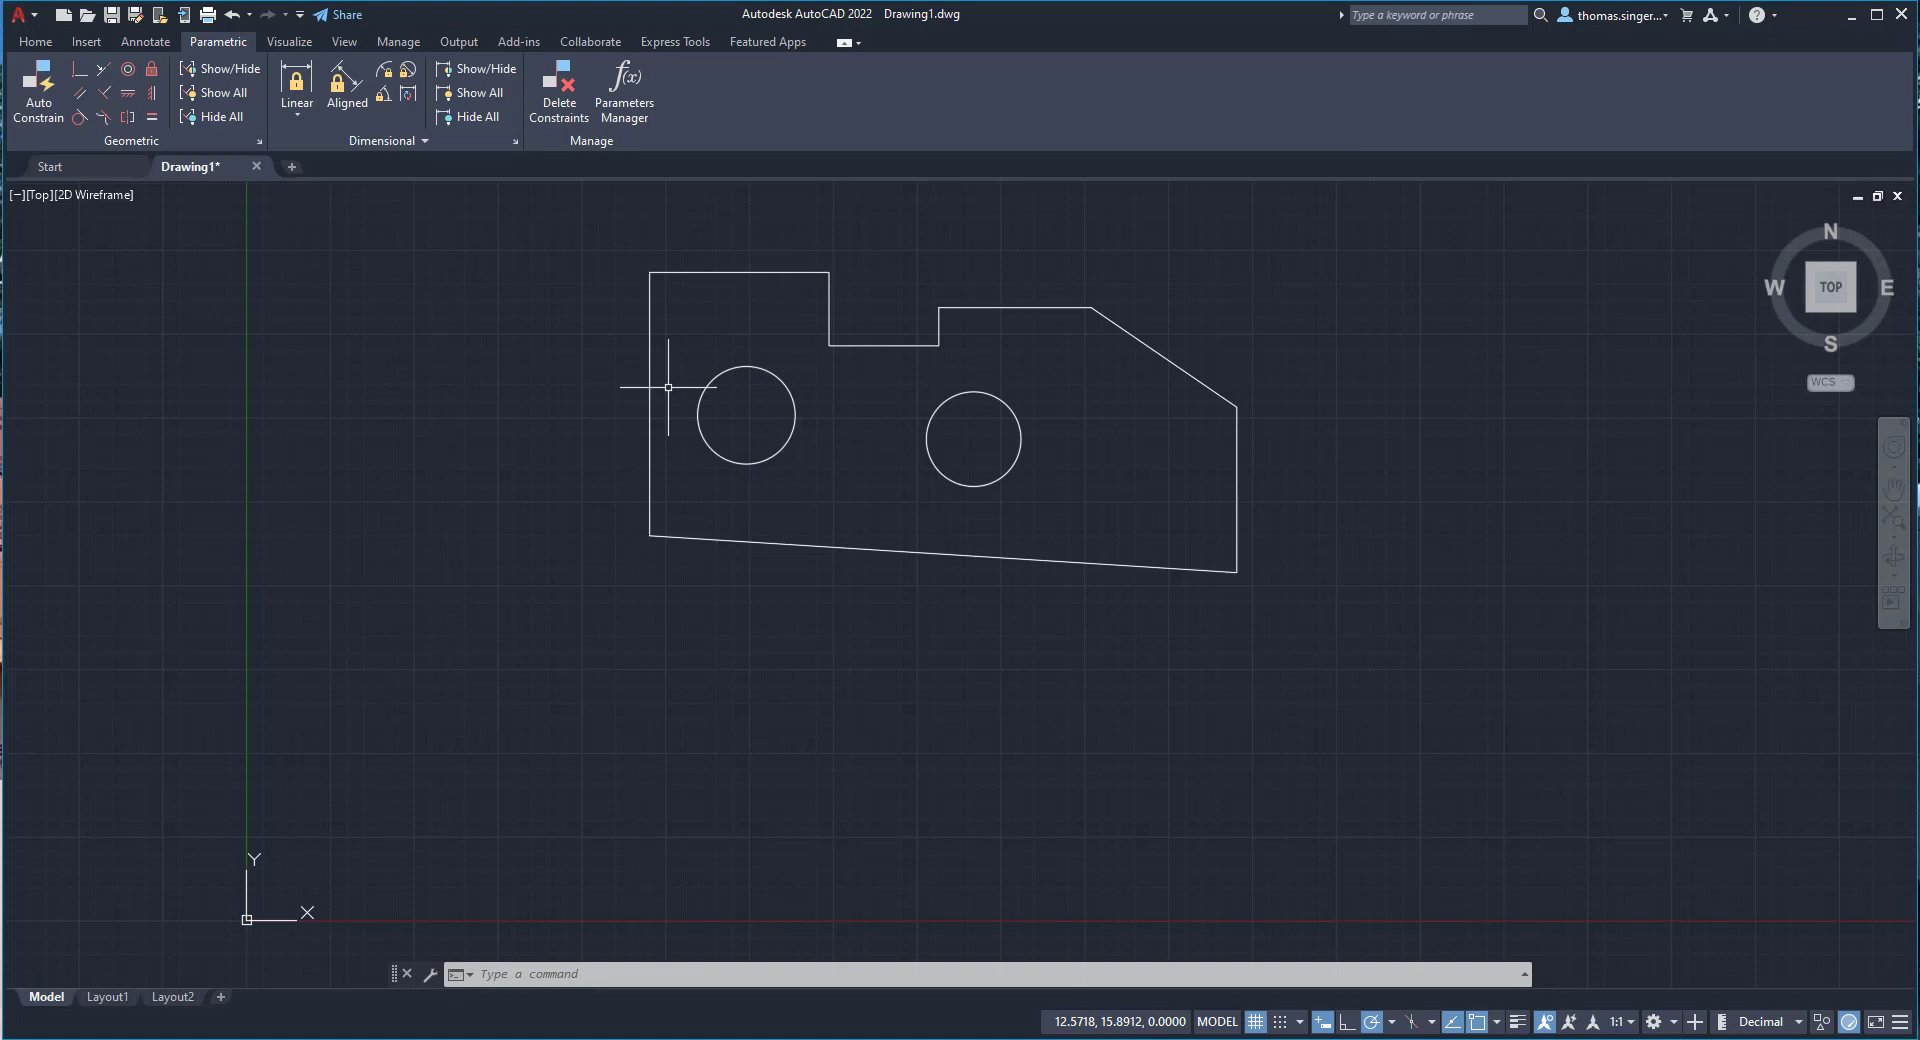 Share
Autodesk AutoCAD 2022 Drawing1.dwg
Type a keyword or phrase
thomas.singer...
Home Insert Annotate Parametric Visualize View Manage Output Add-ins Collaborate Express Tools Featured Apps
Auto
Constrain
Show/Hide
Show All
Hide All
Geometric
Linear
Aligned
Show/Hide
Show All
Hide All
Dimensional
Delete
Constraints
f(x)
Parameters
Manager
Manage
Start
Drawing1*
[−][Top][2D Wireframe]
N
W
TOP
E
S
WCS
Y
X
Type a command
Model Layout1 Layout2
12.5718, 15.8912, 0.0000 MODEL
1:1
Decimal